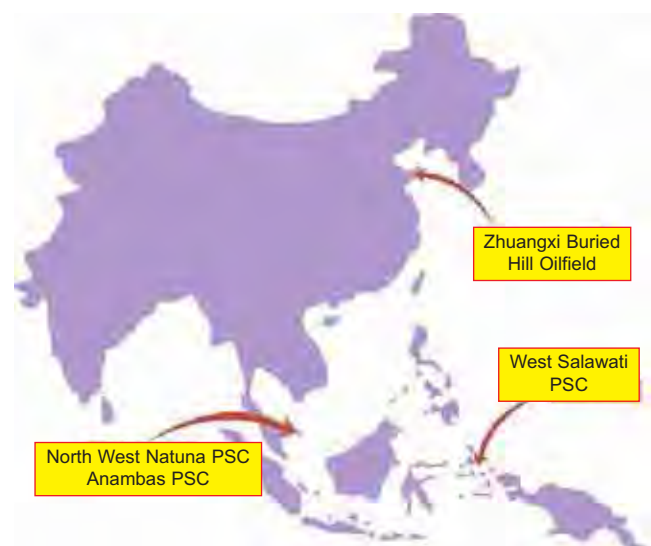 Zhuangxi Buried
Hill Oilfield
West Salawati
PSC
North West Natuna PSC
Anambas PSC